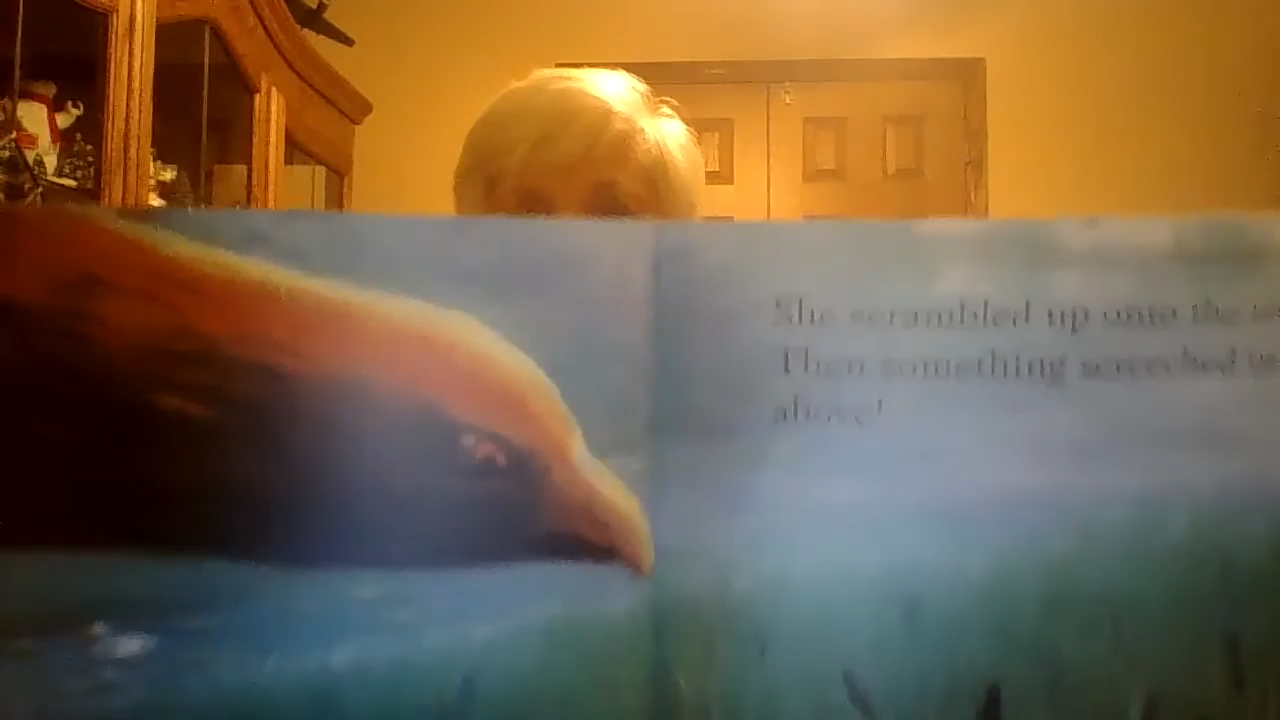 She scrambled up onto the
Then something screeched
above!